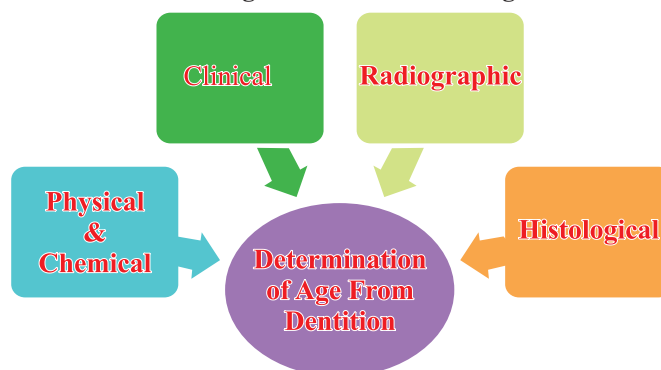 Clinical
Radiographic
Physical
&
Chemical
Histological
Determination
of Age From
Dentition